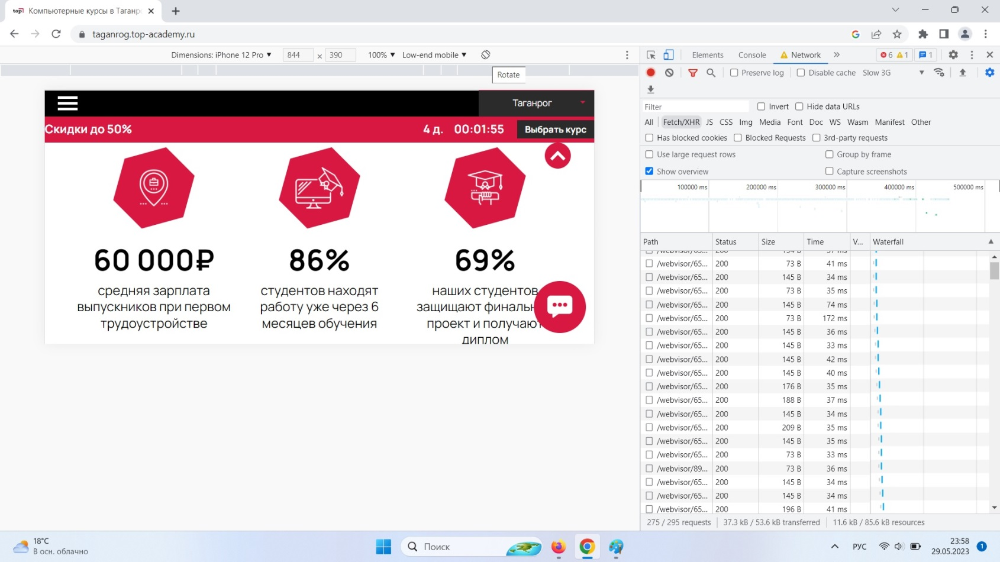 top1 Компьютерные курсы в Таганро
taganrog.top-academy.ru
Dimensions: iPhone 12 Pro 844 × 390 100% Low-end mobile
Rotate
Таганрог
Скидки до 50% 4 д. 00:01:55 Выбрать курс
60 000₽
средняя зарплата
выпускников при первом
трудоустройстве
86%
студентов находят
работу уже через 6
месяцев обучения
69%
наших студентов
защищают финальн
проект и получают
диплом
Elements Console Network 6 1 1
Preserve log Disable cache Slow 3G
Filter Invert Hide data URLs
All Fetch/XHR JS CSS Img Media Font Doc WS Wasm Manifest Other
Has blocked cookies Blocked Requests 3rd-party requests
Use large request rows Group by frame
Show overview Capture screenshots
100000 ms 200000 ms 300000 ms 400000 ms 500000 ms
Path Status Size Time V... Waterfall
/webvisor/65... 200 73 B 41 ms
/webvisor/65... 200 145 B 34 ms
/webvisor/65... 200 73 B 35 ms
/webvisor/65... 200 145 B 74 ms
/webvisor/65... 200 73 B 172 ms
/webvisor/65... 200 145 B 36 ms
/webvisor/65... 200 145 B 33 ms
/webvisor/65... 200 145 B 42 ms
/webvisor/65... 200 145 B 40 ms
/webvisor/65... 200 176 B 35 ms
/webvisor/65... 200 188 B 37 ms
/webvisor/65... 200 145 B 34 ms
/webvisor/65... 200 209 B 35 ms
/webvisor/65... 200 145 B 35 ms
/webvisor/65... 200 73 B 33 ms
/webvisor/89... 200 73 B 36 ms
/webvisor/65... 200 145 B 34 ms
/webvisor/65... 200 145 B 34 ms
/webvisor/65... 200 196 B 41 ms
275 / 295 requests 37.3 kB / 53.6 kB transferred 11.6 kB / 85.6 kB resources
18°C
В осн. облачно
Поиск
РУС
23:58
29.05.2023
1